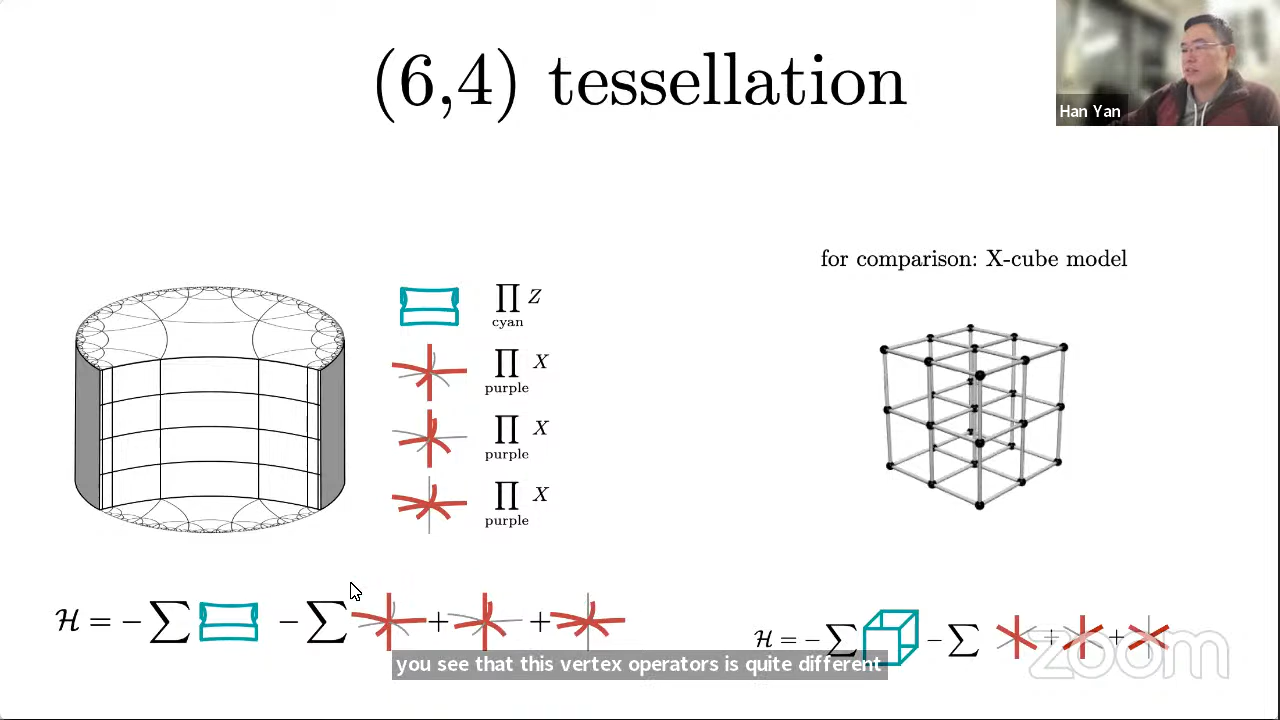 (6,4) tessellation
Han Yan
for comparison: X-cube model
∏ Z
cyan
∏ X
purple
∏ X
purple
∏ X
purple
ℋ = − ∑ − ∑ + +
ℋ = − ∑ − ∑ + +
zoom
you see that this vertex operators is quite different